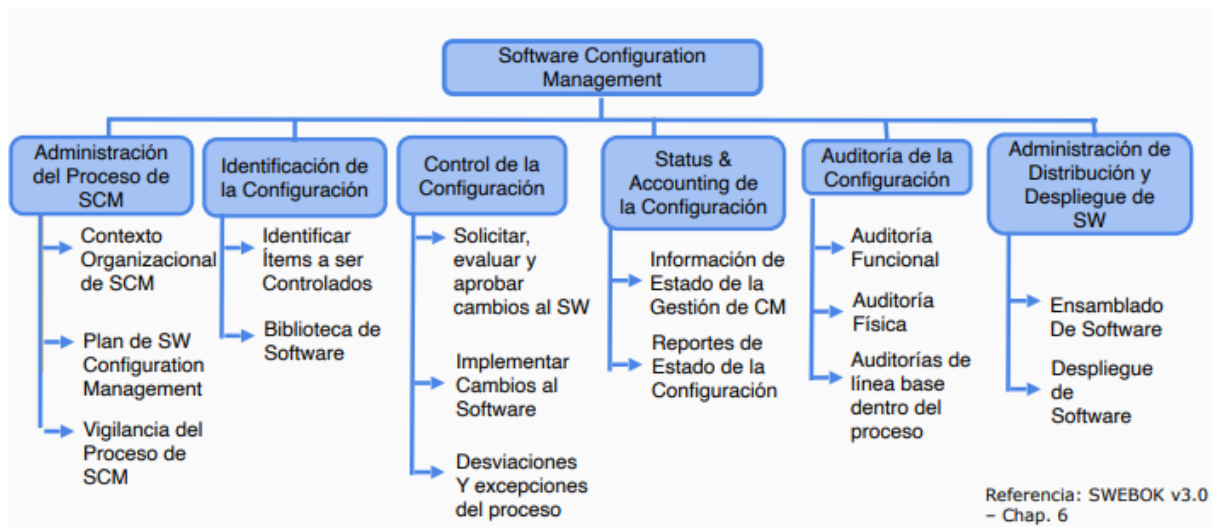 Software Configuration
Management
Administración
del Proceso de
SCM
Contexto
Organizacional
de SCM
Plan de SW
Configuration
Management
Vigilancia del
Proceso de
SCM
Identificación de
la Configuración
Identificar
Ítems a ser
Controlados
Biblioteca de
Software
Control de la
Configuración
Solicitar,
evaluar y
aprobar
cambios al SW
Implementar
Cambios al
Software
Desviaciones
Y excepciones
del proceso
Status &
Accounting de
la Configuración
Información de
Estado de la
Gestión de CM
Reportes de
Estado de la
Configuración
Auditoría de la
Configuración
Auditoría
Funcional
Auditoría
Física
Auditorías de
línea base
dentro del
proceso
Administración de
Distribución y
Despliegue de
SW
Ensamblado
De Software
Despliegue
de
Software
Referencia: SWEBOK v3.0
– Chap. 6